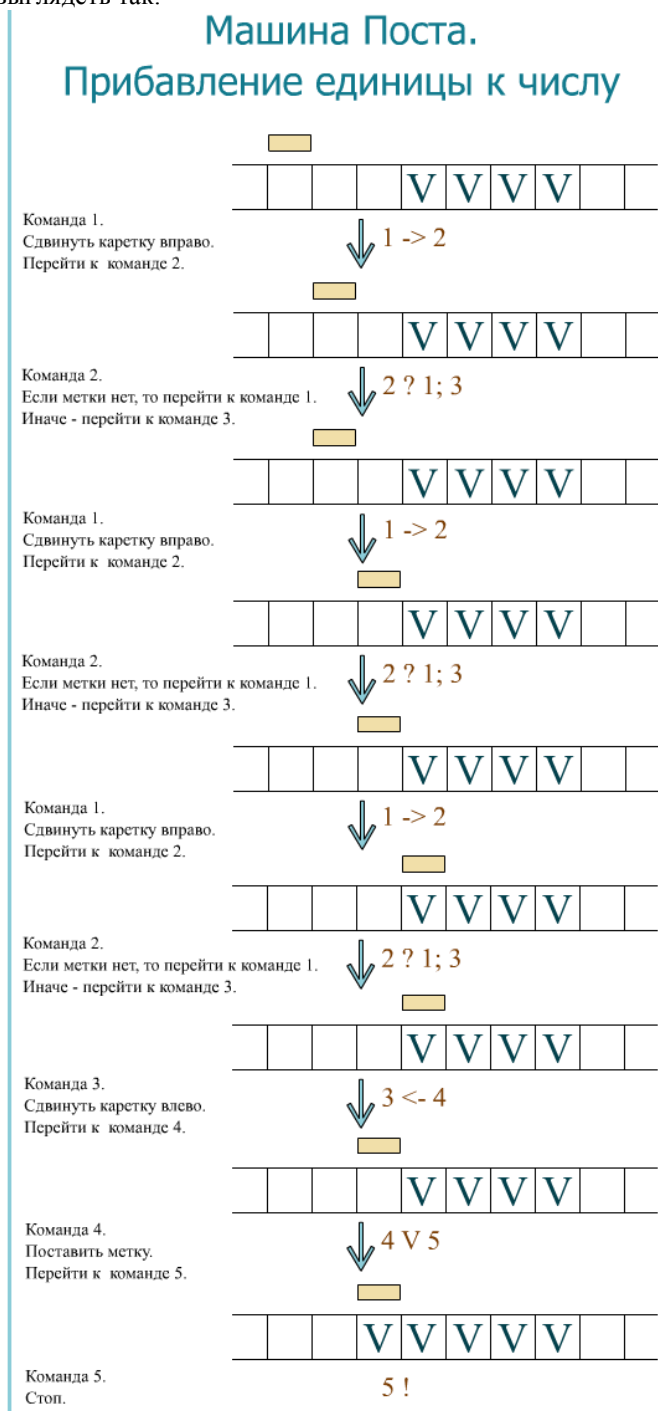 выглядеть так:
Машина Поста.
Прибавление единицы к числу
V V V V
Команда 1.
Сдвинуть каретку вправо.
Перейти к команде 2.
1 -> 2
V V V V
Команда 2.
Если метки нет, то перейти к команде 1.
Иначе - перейти к команде 3.
2 ? 1; 3
V V V V
Команда 1.
Сдвинуть каретку вправо.
Перейти к команде 2.
1 -> 2
V V V V
Команда 2.
Если метки нет, то перейти к команде 1.
Иначе - перейти к команде 3.
2 ? 1; 3
V V V V
Команда 1.
Сдвинуть каретку вправо.
Перейти к команде 2.
1 -> 2
V V V V
Команда 2.
Если метки нет, то перейти к команде 1.
Иначе - перейти к команде 3.
2 ? 1; 3
V V V V
Команда 3.
Сдвинуть каретку влево.
Перейти к команде 4.
3 <- 4
V V V V
Команда 4.
Поставить метку.
Перейти к команде 5.
4 V 5
V V V V V
Команда 5.
Стоп.
5 !